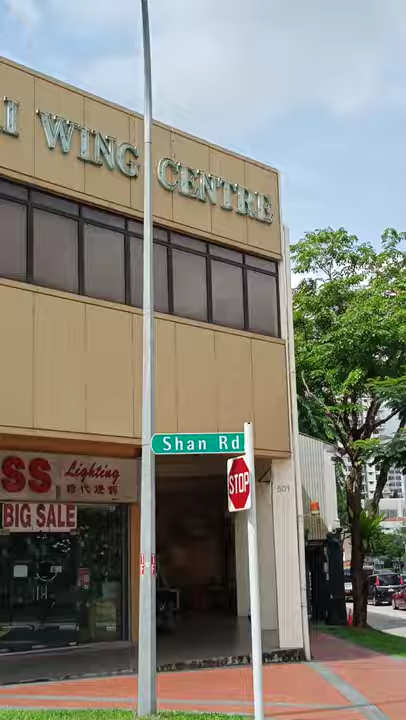 I WING CENTRE
Shan Rd
SS Lighting
時代燈飾
STOP
BIG SALE
501